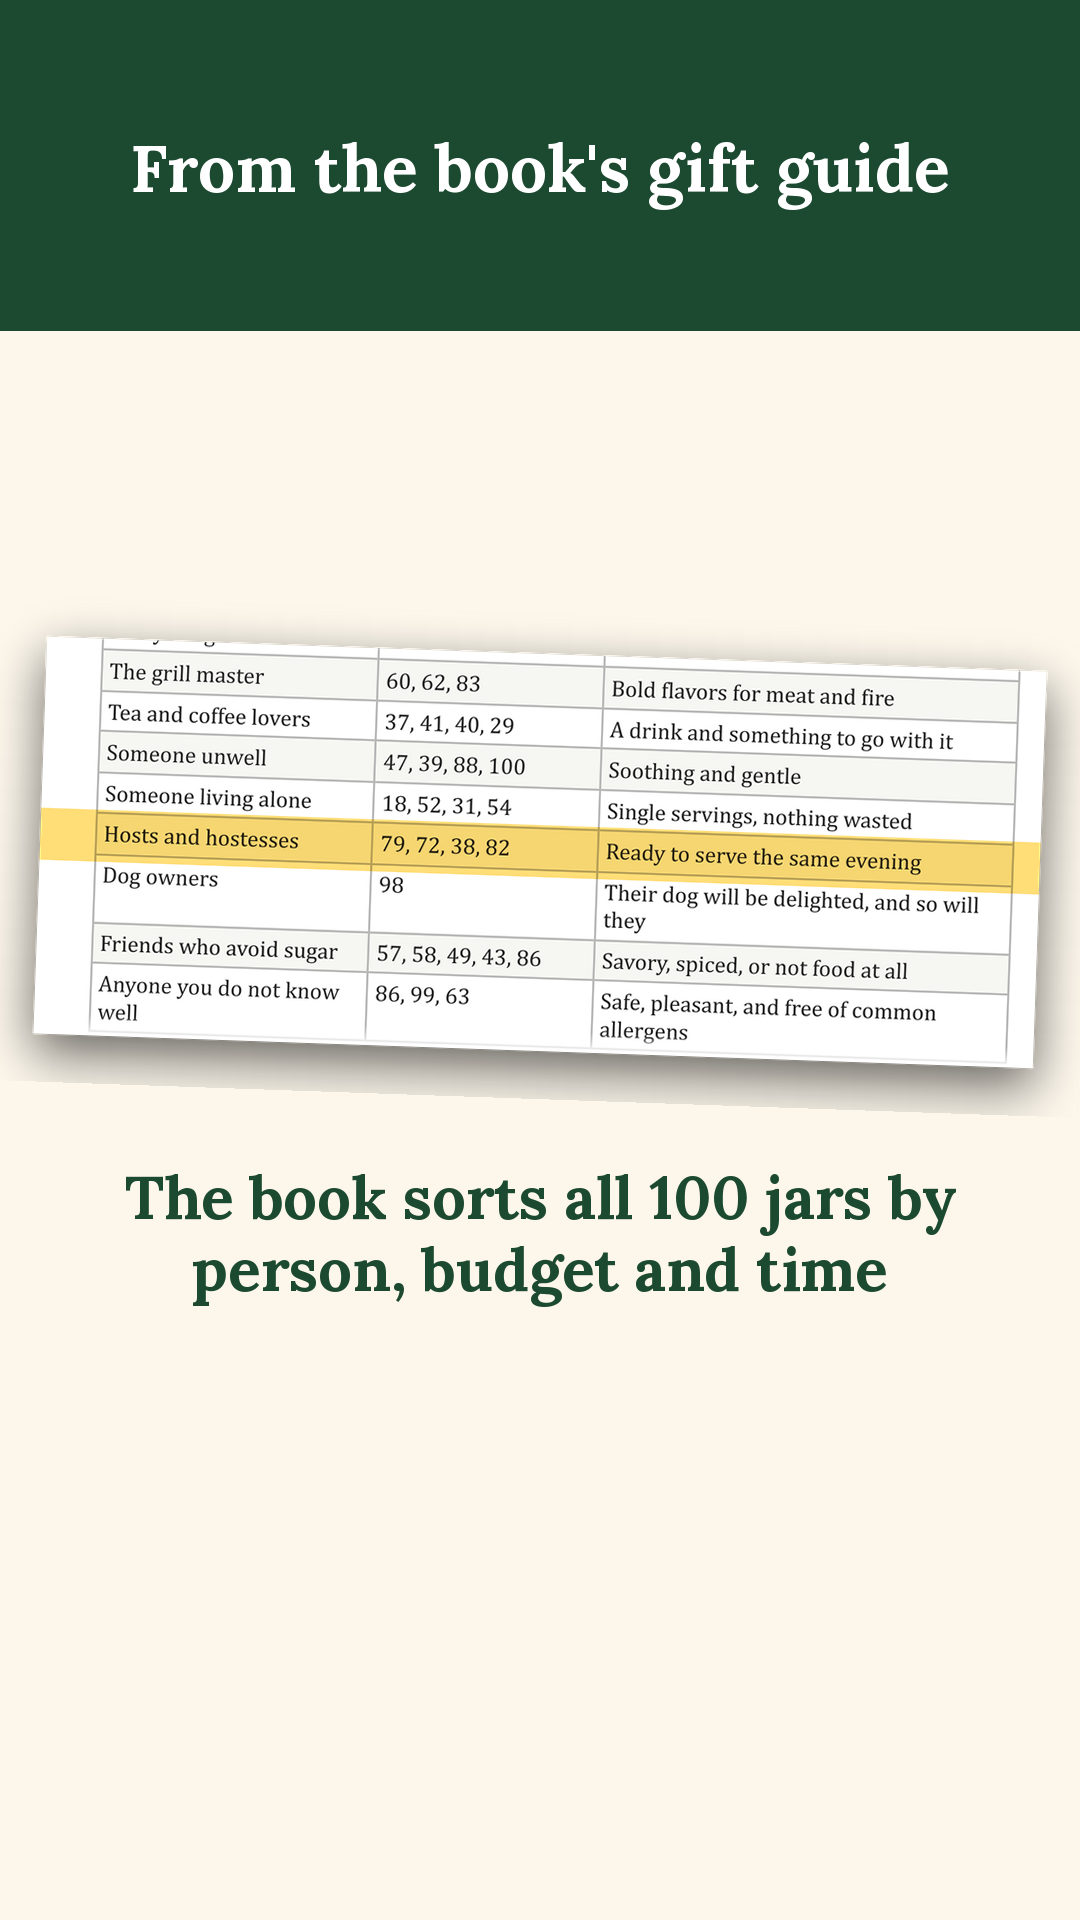 From the book's gift guide
The grill master 60, 62, 83 Bold flavors for meat and fire
Tea and coffee lovers 37, 41, 40, 29 A drink and something to go with it
Someone unwell 47, 39, 88, 100 Soothing and gentle
Someone living alone 18, 52, 31, 54 Single servings, nothing wasted
Hosts and hostesses 79, 72, 38, 82 Ready to serve the same evening
Dog owners 98 Their dog will be delighted, and so will
they
Friends who avoid sugar 57, 58, 49, 43, 86 Savory, spiced, or not food at all
Anyone you do not know 86, 99, 63 Safe, pleasant, and free of common
well allergens
The book sorts all 100 jars by
person, budget and time